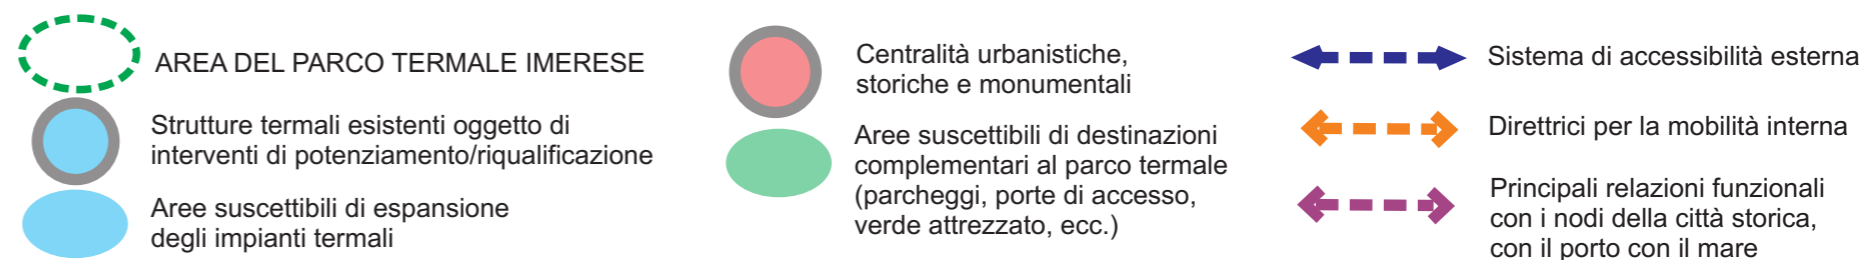 AREA DEL PARCO TERMALE IMERESE
Strutture termali esistenti oggetto di
interventi di potenziamento/riqualificazione
Aree suscettibili di espansione
degli impianti termali
Centralità urbanistiche,
storiche e monumentali
Aree suscettibili di destinazioni
complementari al parco termale
(parcheggi, porte di accesso,
verde attrezzato, ecc.)
Sistema di accessibilità esterna
Direttrici per la mobilità interna
Principali relazioni funzionali
con i nodi della città storica,
con il porto con il mare